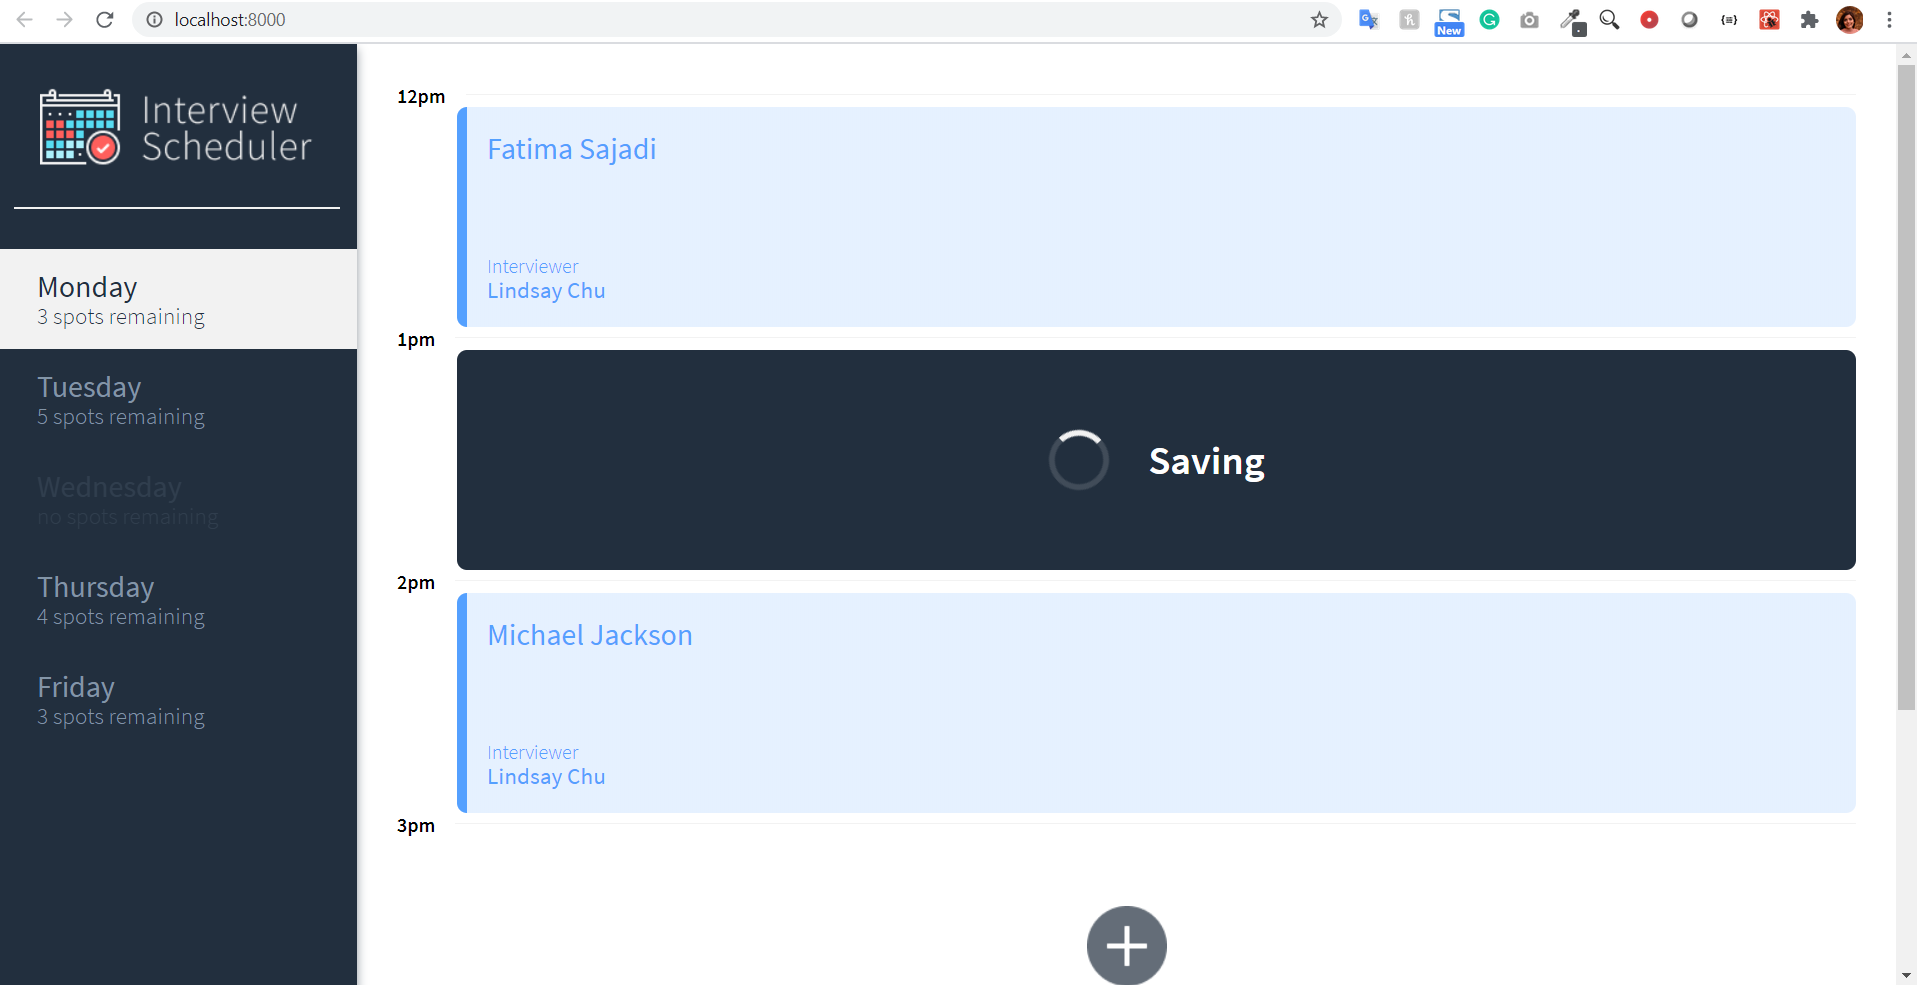 localhost:8000
New
Interview
Scheduler
Monday
3 spots remaining
Tuesday
5 spots remaining
Wednesday
no spots remaining
Thursday
4 spots remaining
Friday
3 spots remaining
12pm
Fatima Sajadi
Interviewer
Lindsay Chu
1pm
Saving
2pm
Michael Jackson
Interviewer
Lindsay Chu
3pm